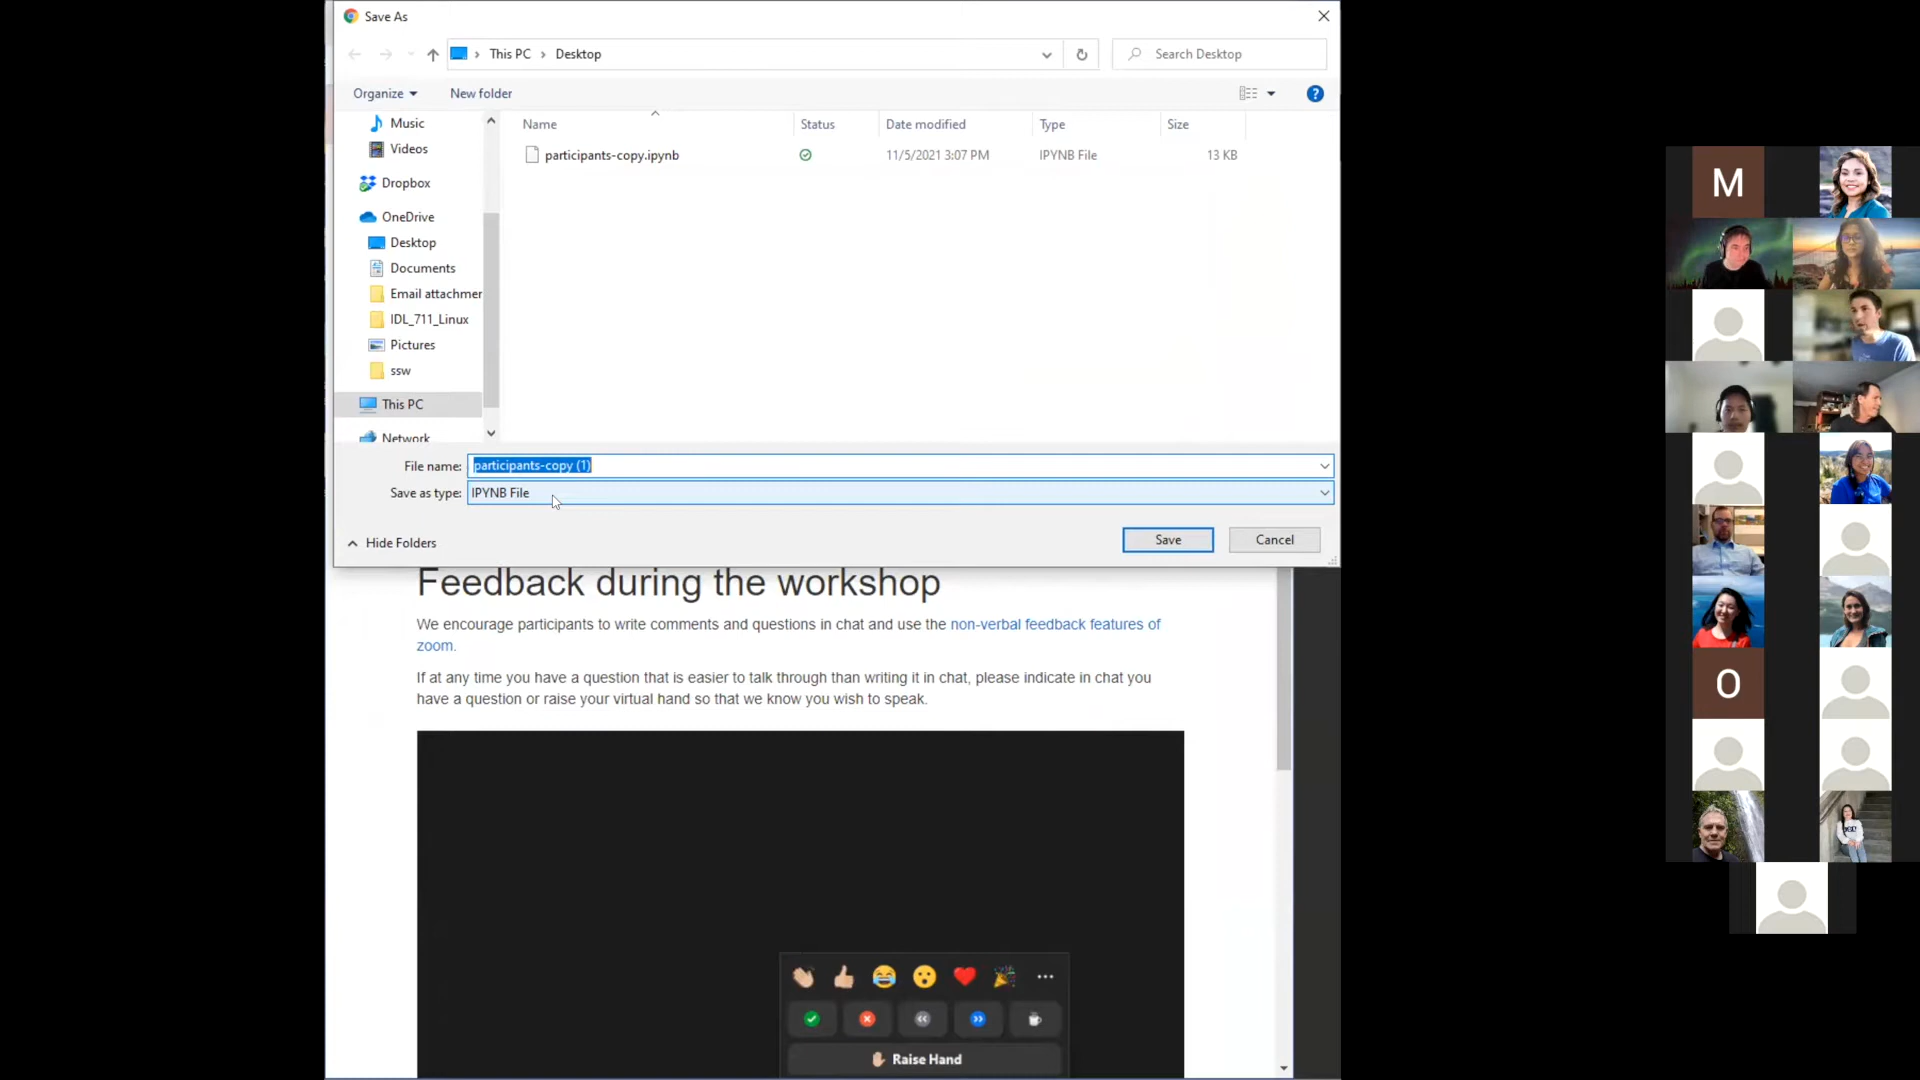 Save As
This PC
Desktop
Search Desktop
Organize
New folder
Music
Videos
Dropbox
OneDrive
Desktop
Documents
Email attachmer
IDL_711_Linux
Pictures
ssw
This PC
Network
Name
Status
Date modified
Type
Size
participants-copy.ipynb
11/5/2021 3:07 PM
IPYNB File
13 KB
File name:
participants-copy (1)
Save as type:
IPYNB File
Hide Folders
Save
Cancel
Feedback during the workshop
We encourage participants to write comments and questions in chat and use the non-verbal feedback features of
zoom.
If at any time you have a question that is easier to talk through than writing it in chat, please indicate in chat you
have a question or raise your virtual hand so that we know you wish to speak.
Raise Hand
M
O